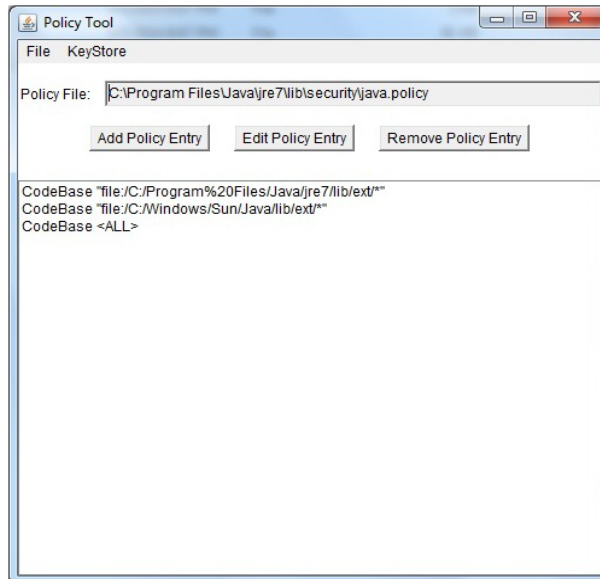 Policy Tool
File KeyStore
Policy File: C:\Program Files\Java\jre7\lib\security\java.policy
Add Policy Entry Edit Policy Entry Remove Policy Entry
CodeBase "file:/C:/Program%20Files/Java/jre7/lib/ext/*"
CodeBase "file:/C:/Windows/Sun/Java/lib/ext/*"
CodeBase <ALL>